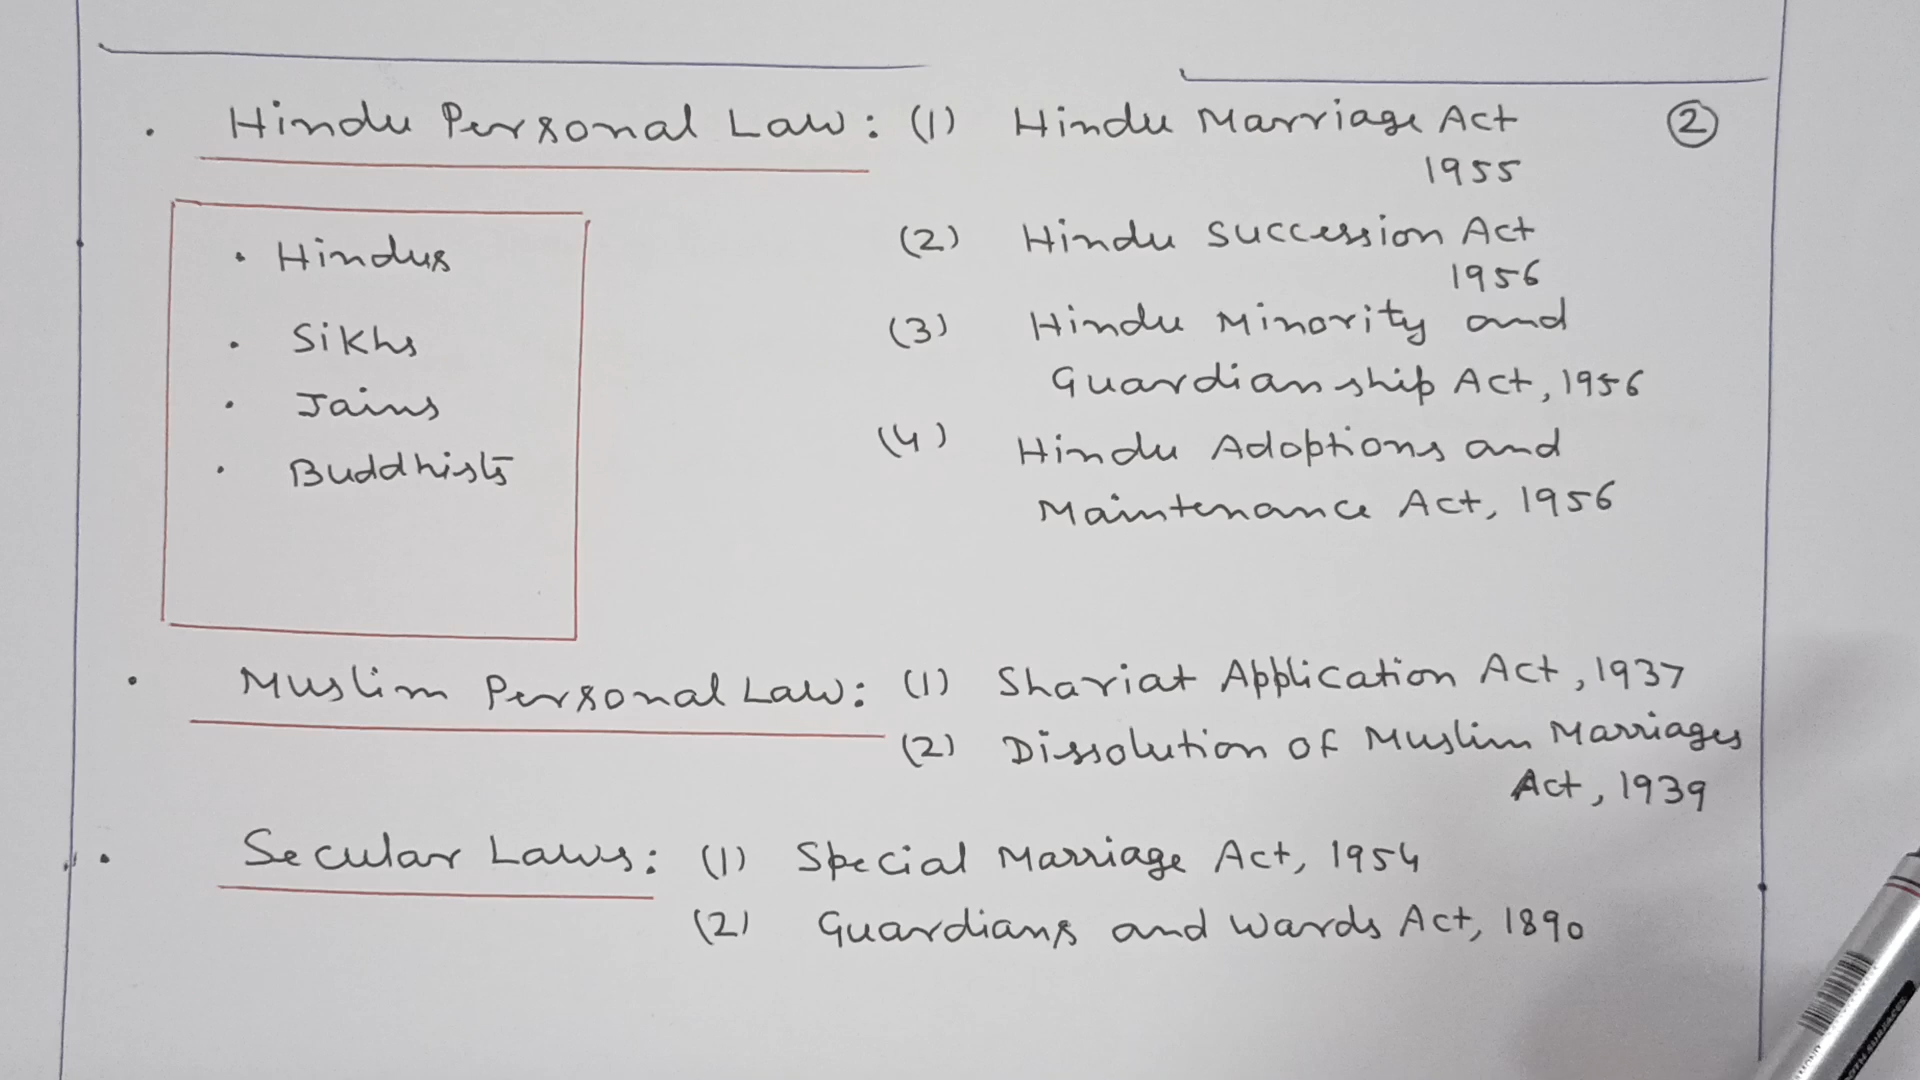 . Hindu Personal Law: (1) Hindu Marriage Act ②
1955
. Hindus
(2) Hindu Succession Act
1956
. Sikhs
(3) Hindu Minority and
Guardianship Act, 1956
. Jains
(4) Hindu Adoptions and
. Buddhists
Maintenance Act, 1956
. Muslim Personal Law: (1) Shariat Application Act, 1937
(2) Dissolution of Muslim Marriages
Act, 1939
. Secular Laws: (1) Special Marriage Act, 1954
(2) Guardians and Wards Act, 1890